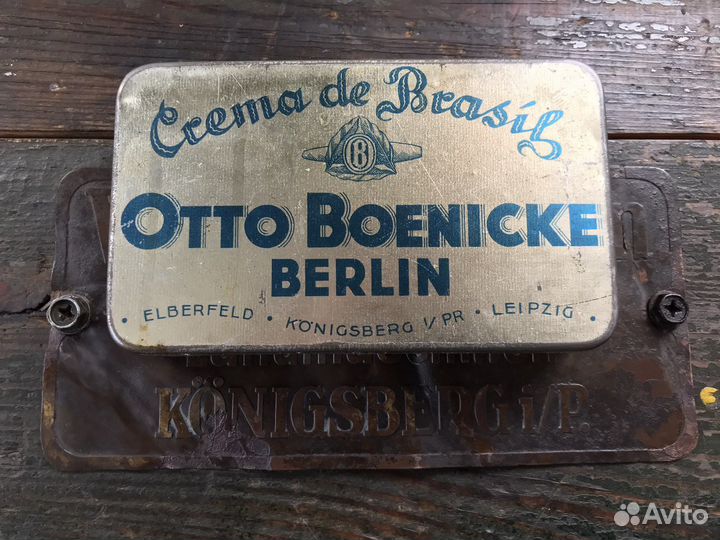 Crema de Brasil
B
OTTO BOENICKE
BERLIN
· ELBERFELD · KÖNIGSBERG I/PR · LEIPZIG ·
KÖNIGSBERG i/P.
Avito